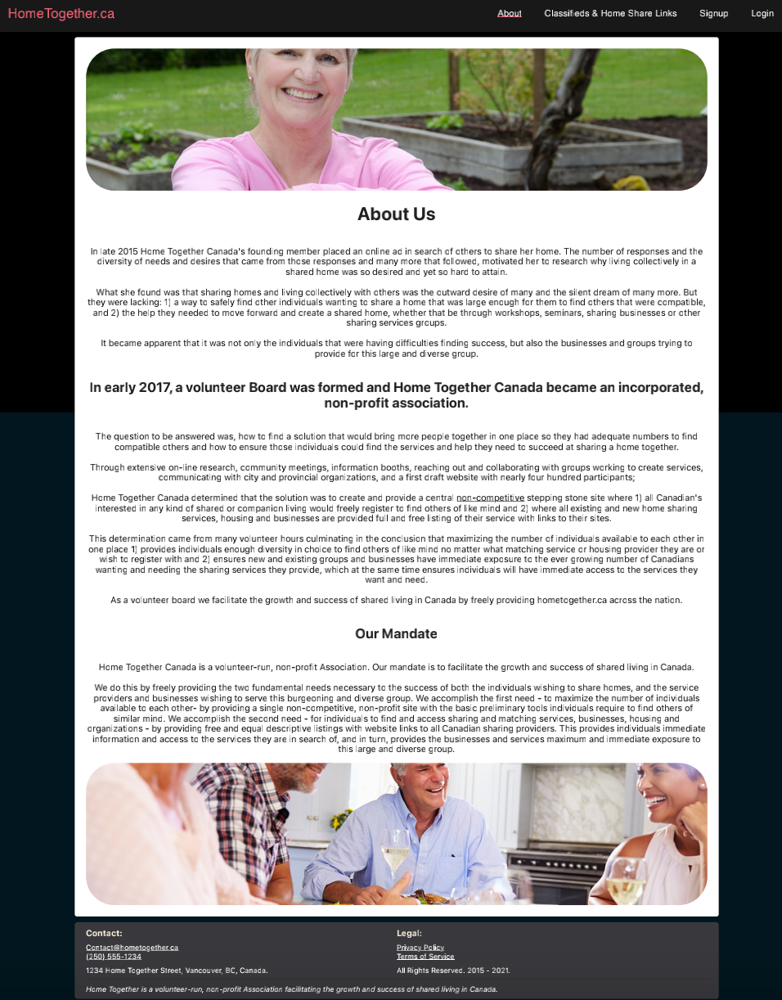 HomeTogether.ca
About
Classifieds & Home Share Links
Signup
Login
About Us
In late 2015 Home Together Canada's founding member placed an online ad in search of others to share her home. The number of responses and the
diversity of needs and desires that came from those responses and many more that followed, motivated her to research why living collectively in a
shared home was so desired and yet so hard to attain.
What she found was that sharing homes and living collectively with others was the outward desire of many and the silent dream of many more. But
they were lacking: 1) a way to safely find other individuals wanting to share a home that was large enough for them to find others that were compatible,
and 2) the help they needed to move forward and create a shared home, whether that be through workshops, seminars, sharing businesses or other
sharing services groups.
It became apparent that it was not only the individuals that were having difficulties finding success, but also the businesses and groups trying to
provide for this large and diverse group.
In early 2017, a volunteer Board was formed and Home Together Canada became an incorporated,
non-profit association.
The question to be answered was, how to find a solution that would bring more people together in one place so they had adequate numbers to find
compatible others and how to ensure those individuals could find the services and help they need to succeed at sharing a home together.
Through extensive on-line research, community meetings, information booths, reaching out and collaborating with groups working to create services,
communicating with city and provincial organizations, and a first draft website with nearly four hundred participants;
Home Together Canada determined that the solution was to create and provide a central non-competitive stepping stone site where 1) all Canadian's
interested in any kind of shared or companion living would freely register to find others of like mind and 2) where all existing and new home sharing
services, housing and businesses are provided full and free listing of their service with links to their sites.
This determination came from many volunteer hours culminating in the conclusion that maximizing the number of individuals available to each other in
one place 1) provides individuals enough diversity in choice to find others of like mind no matter what matching service or housing provider they are or
wish to register with and 2) ensures new and existing groups and businesses have immediate exposure to the ever growing number of Canadians
wanting and needing the sharing services they provide, which at the same time ensures individuals will have immediate access to the services they
want and need.
As a volunteer board we facilitate the growth and success of shared living in Canada by freely providing hometogether.ca across the nation.
Our Mandate
Home Together Canada is a volunteer-run, non-profit Association. Our mandate is to facilitate the growth and success of shared living in Canada.
We do this by freely providing the two fundamental needs necessary to the success of both the individuals wishing to share homes, and the service
providers and businesses wishing to serve this burgeoning and diverse group. We accomplish the first need - to maximize the number of individuals
available to each other- by providing a single non-competitive, non-profit site with the basic preliminary tools individuals require to find others of
similar mind. We accomplish the second need - for individuals to find and access sharing and matching services, businesses, housing and
organizations - by providing free and equal descriptive listings with website links to all Canadian sharing providers. This provides individuals immediate
information and access to the services they are in search of, and in turn, provides the businesses and services maximum and immediate exposure to
this large and diverse group.
Contact:
Contact@hometogether.ca
(250) 555-1234
1234 Home Together Street, Vancouver, BC, Canada.
Legal:
Privacy Policy
Terms of Service
All Rights Reserved. 2015 - 2021.
Home Together is a volunteer-run, non-profit Association facilitating the growth and success of shared living in Canada.